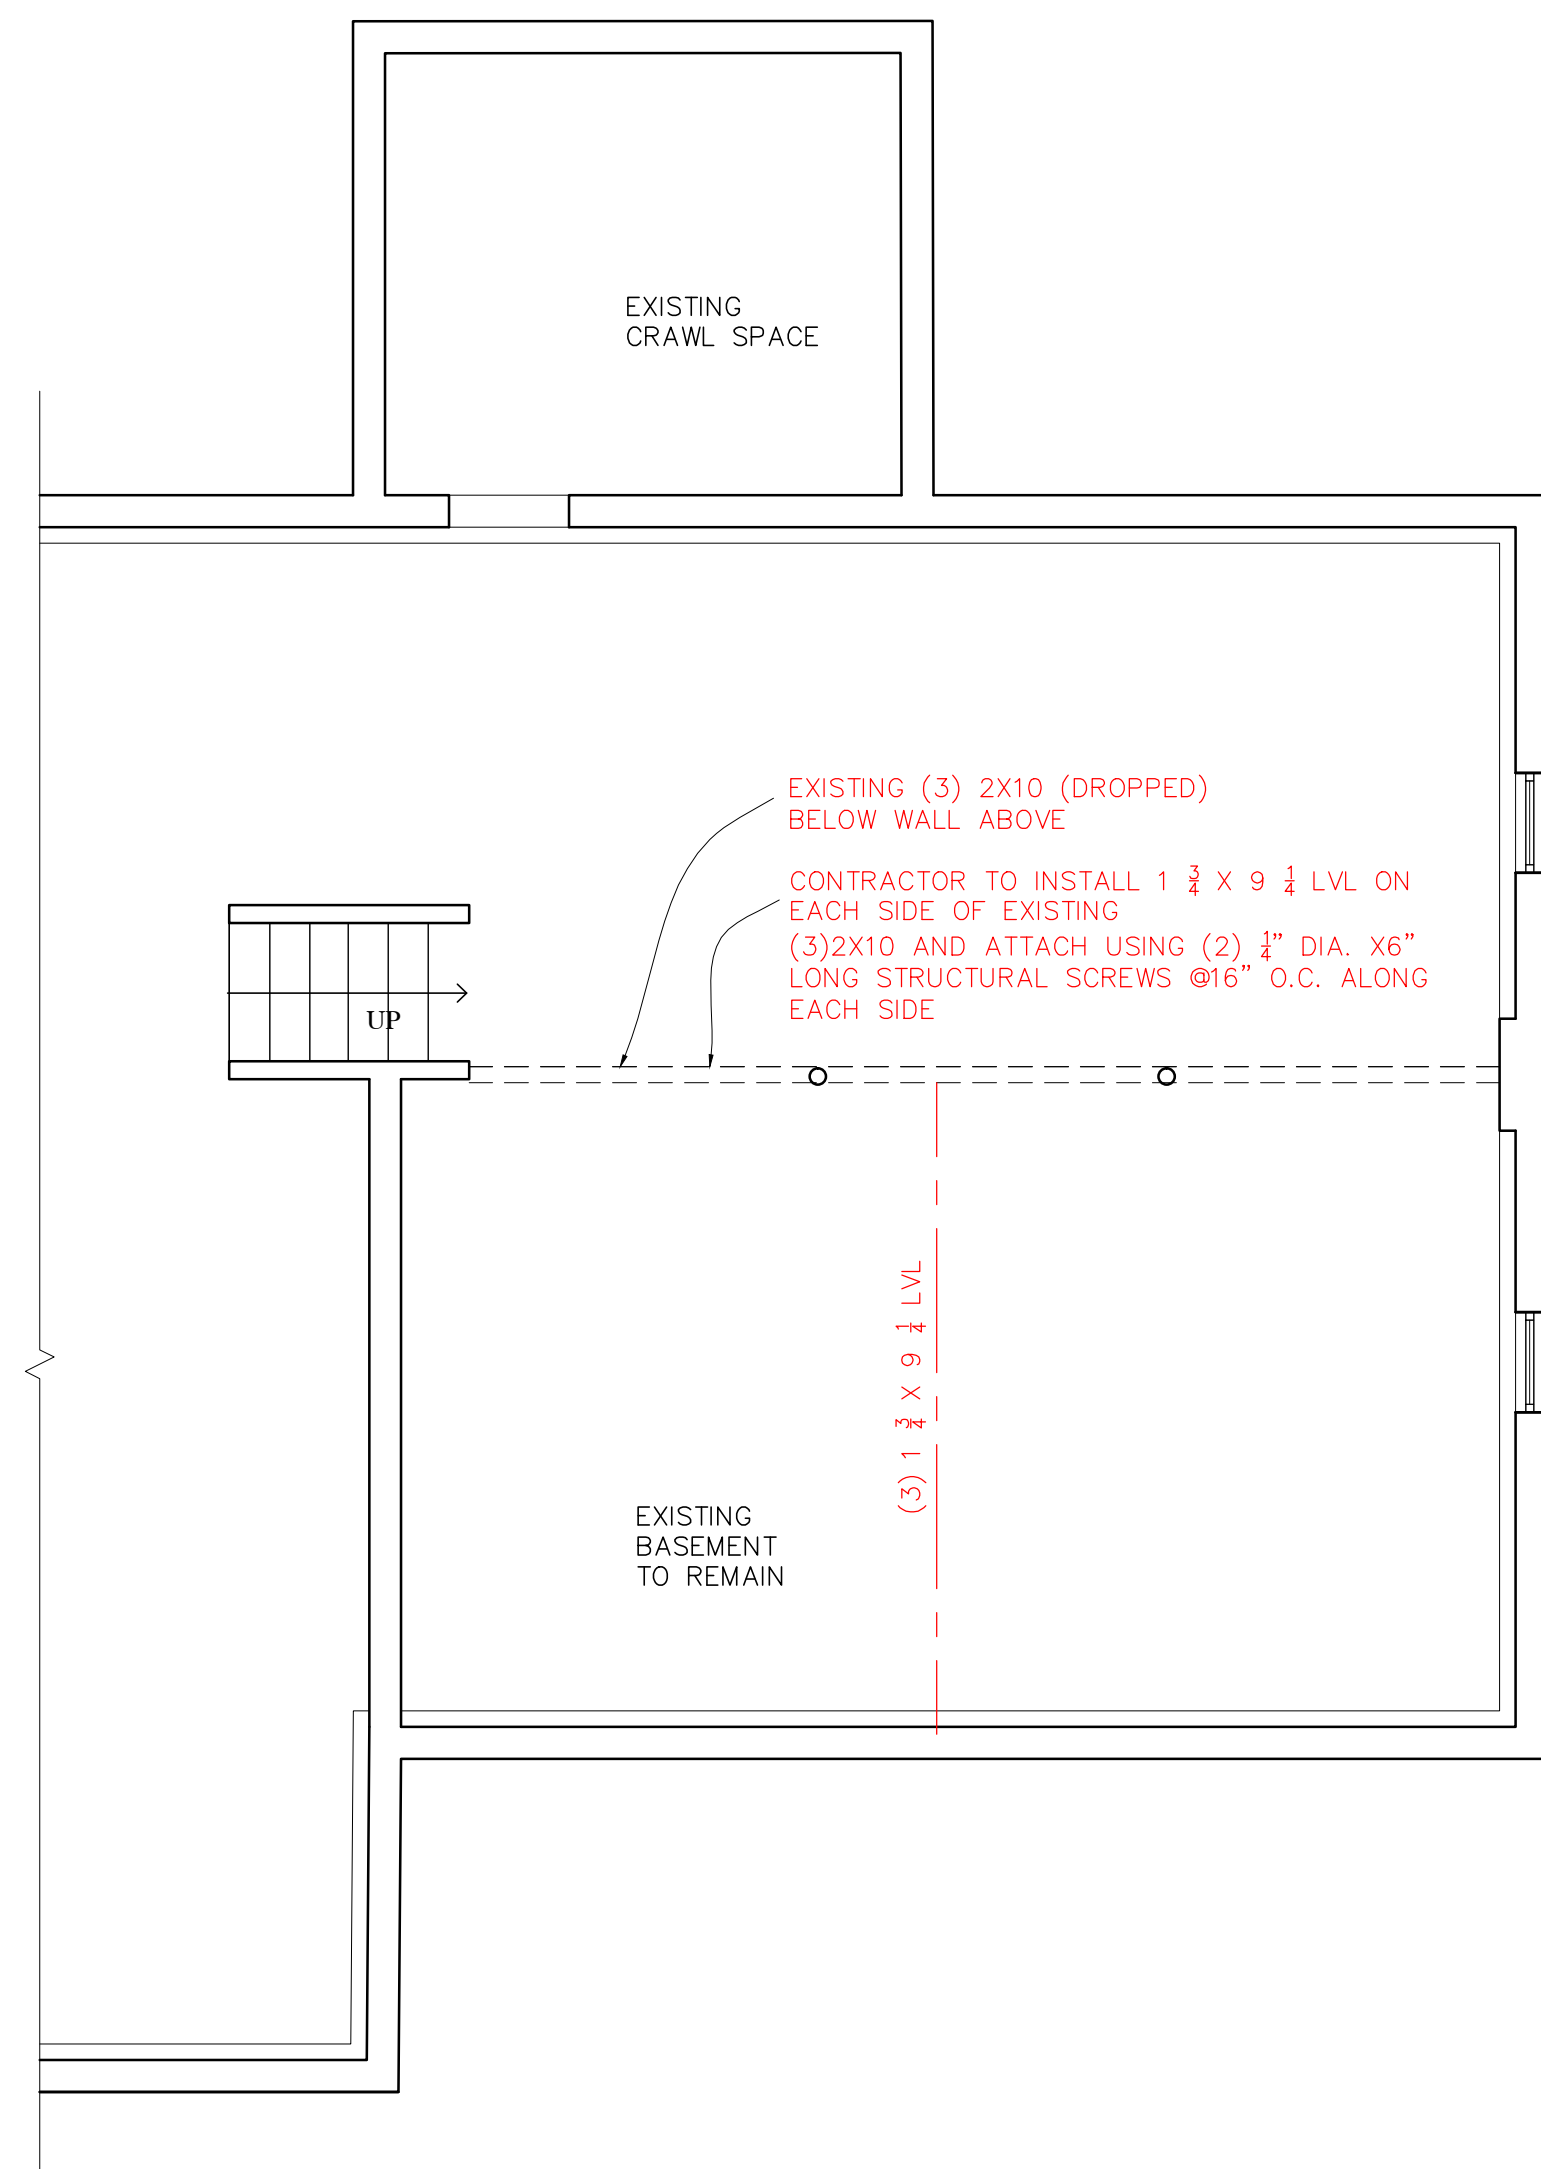 EXISTING
CRAWL SPACE
EXISTING (3) 2X10 (DROPPED)
BELOW WALL ABOVE
CONTRACTOR TO INSTALL 1 3/4 X 9 1/4 LVL ON
EACH SIDE OF EXISTING
(3)2X10 AND ATTACH USING (2) 1/4” DIA. X6”
LONG STRUCTURAL SCREWS @16” O.C. ALONG
EACH SIDE
UP
(3) 1 3/4 X 9 1/4 LVL
EXISTING
BASEMENT
TO REMAIN